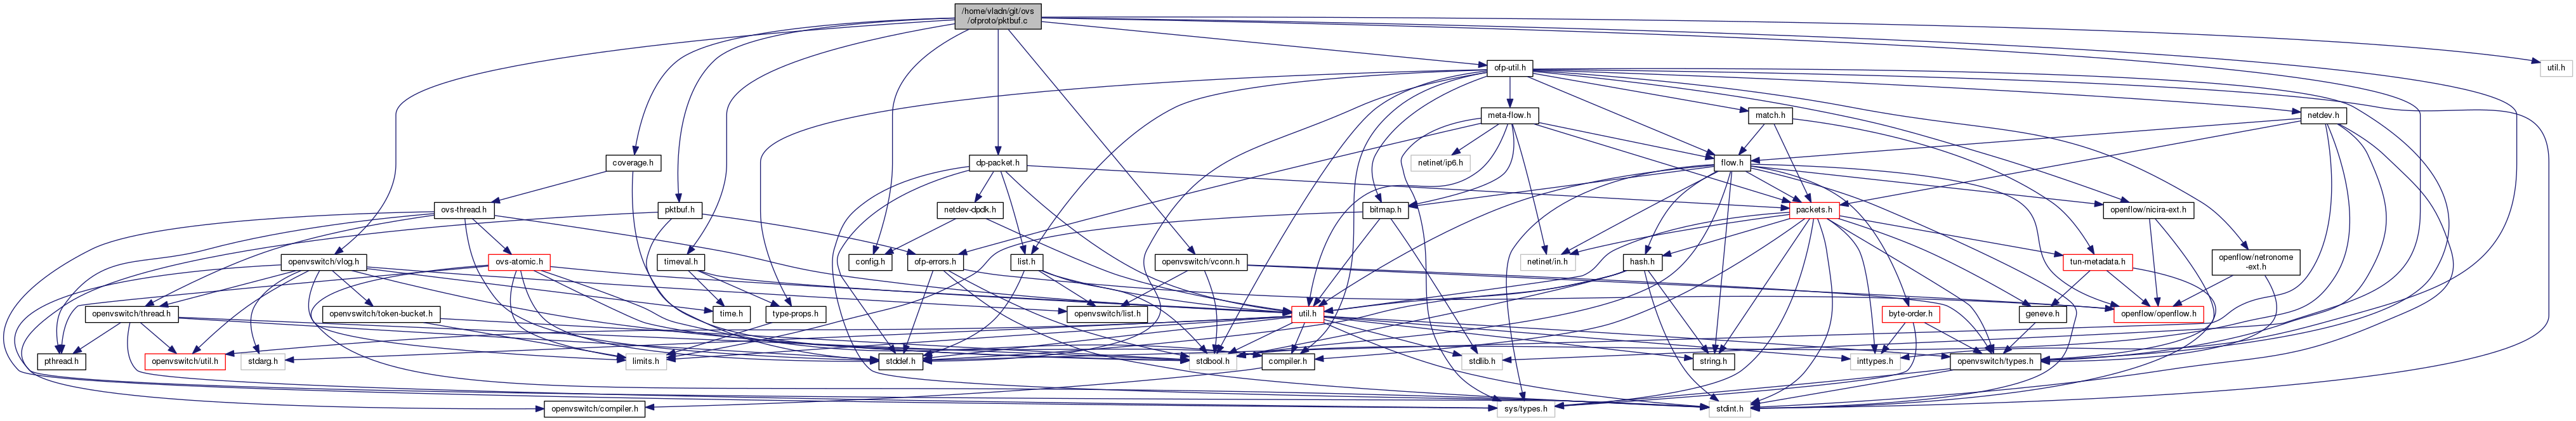 /home/vladn/git/ovs
/ofproto/pktbuf.c
ofp-util.h
util.h
meta-flow.h
match.h
netdev.h
coverage.h
dp-packet.h
netinet/ip6.h
flow.h
ovs-thread.h
pktbuf.h
netdev-dpdk.h
bitmap.h
packets.h
openflow/nicira-ext.h
openvswitch/vlog.h
ovs-atomic.h
timeval.h
config.h
ofp-errors.h
list.h
openvswitch/vconn.h
netinet/in.h
hash.h
tun-metadata.h
openflow/netronome
-ext.h
openvswitch/thread.h
openvswitch/token-bucket.h
time.h
type-props.h
openvswitch/list.h
util.h
byte-order.h
geneve.h
openflow/openflow.h
pthread.h
openvswitch/util.h
stdarg.h
limits.h
stddef.h
stdbool.h
compiler.h
stdlib.h
string.h
inttypes.h
openvswitch/types.h
openvswitch/compiler.h
sys/types.h
stdint.h